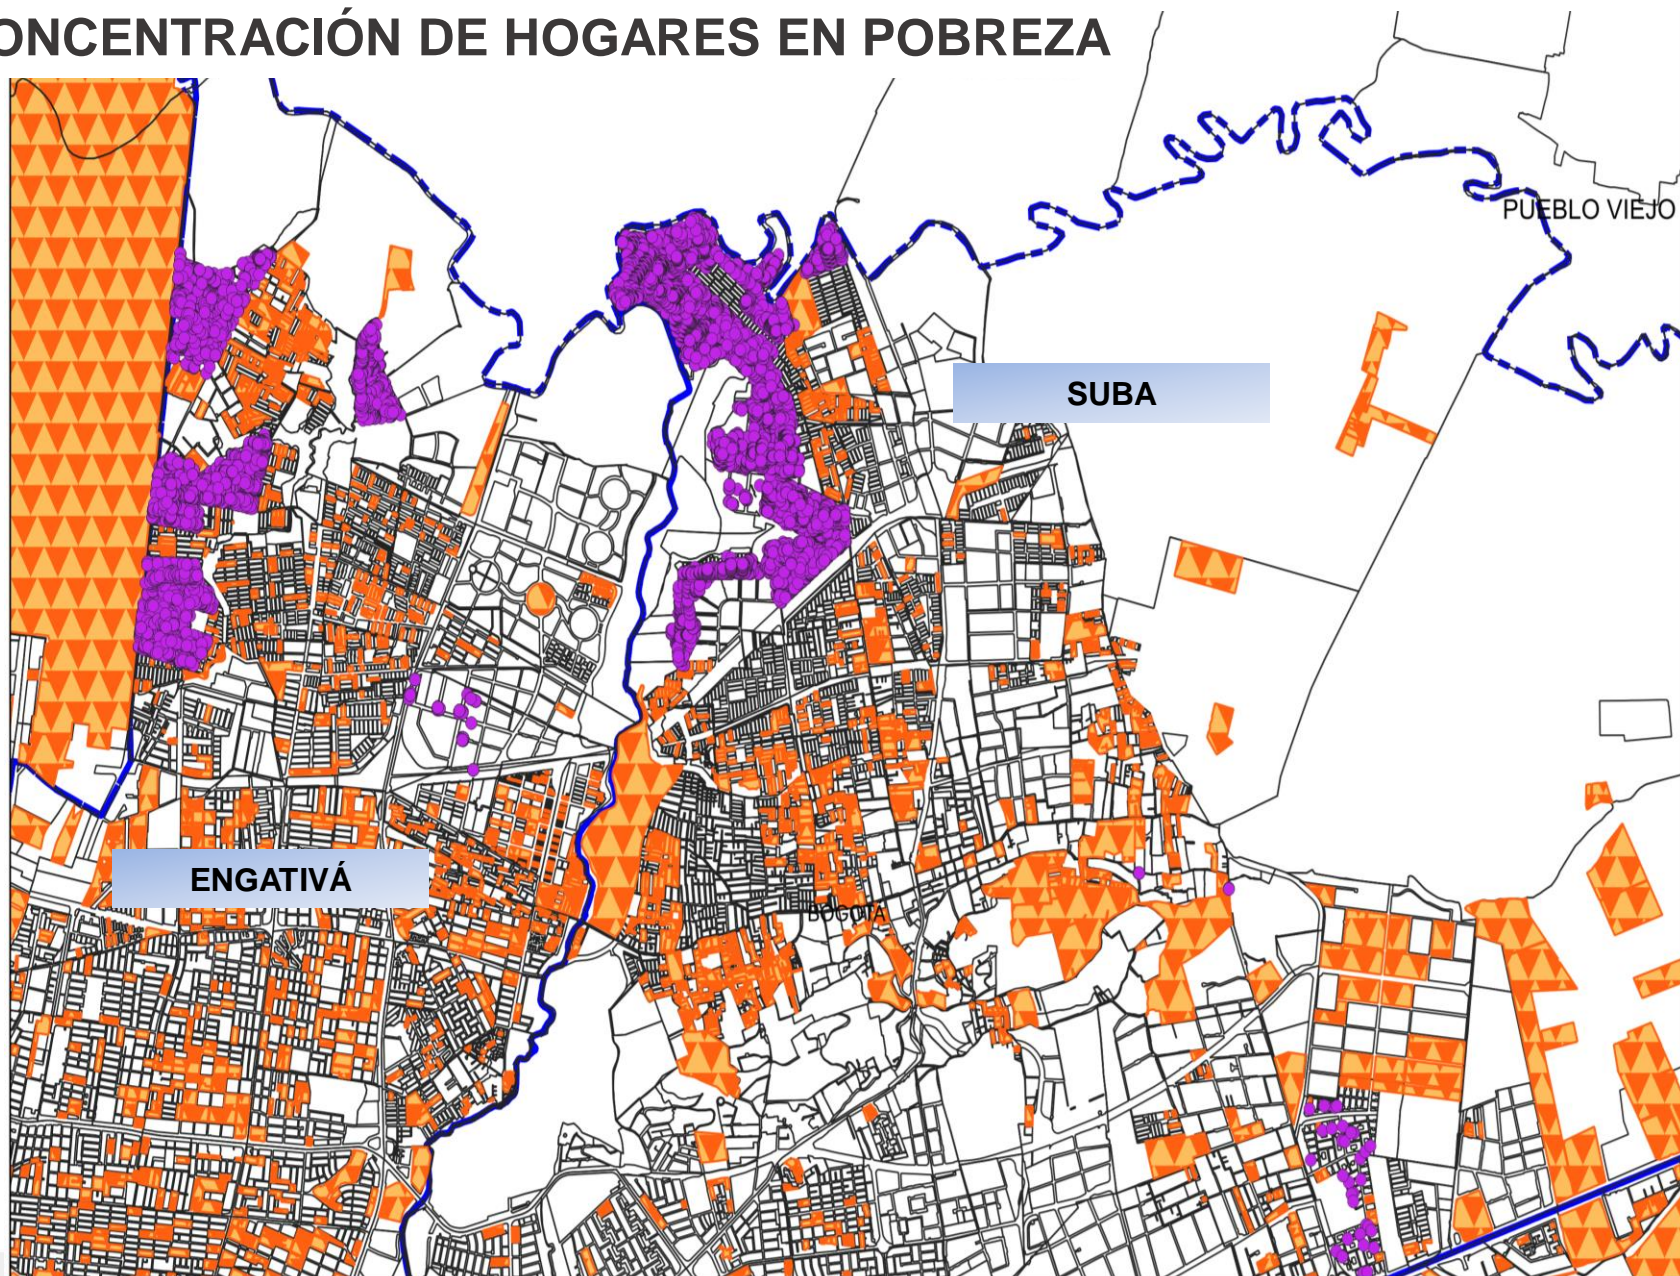 ONCENTRACIÓN DE HOGARES EN POBREZA
PUEBLO VIEJO
SUBA
ENGATIVÁ
BOGOTA